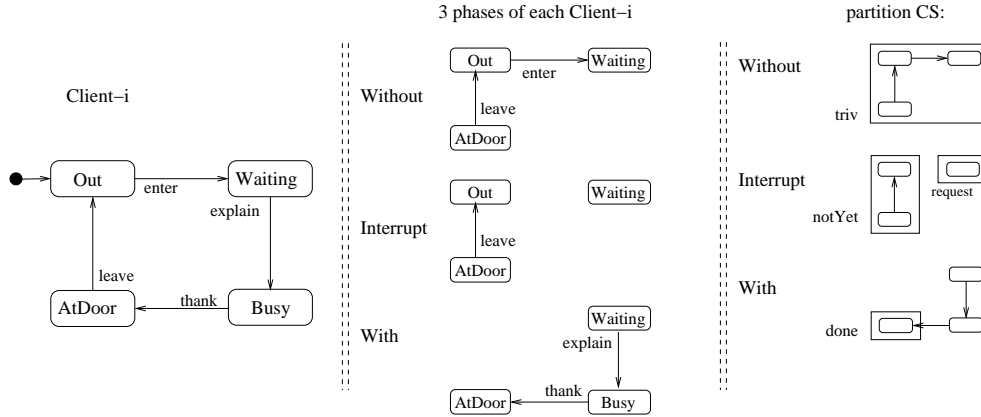 3 phases of each Client−i
partition CS:
Client−i
Out
enter
Waiting
explain
leave
AtDoor
thank
Busy
Without
Out
enter
Waiting
leave
AtDoor
Interrupt
Out
Waiting
leave
AtDoor
With
Waiting
explain
AtDoor
thank
Busy
Without
triv
Interrupt
request
notYet
With
done